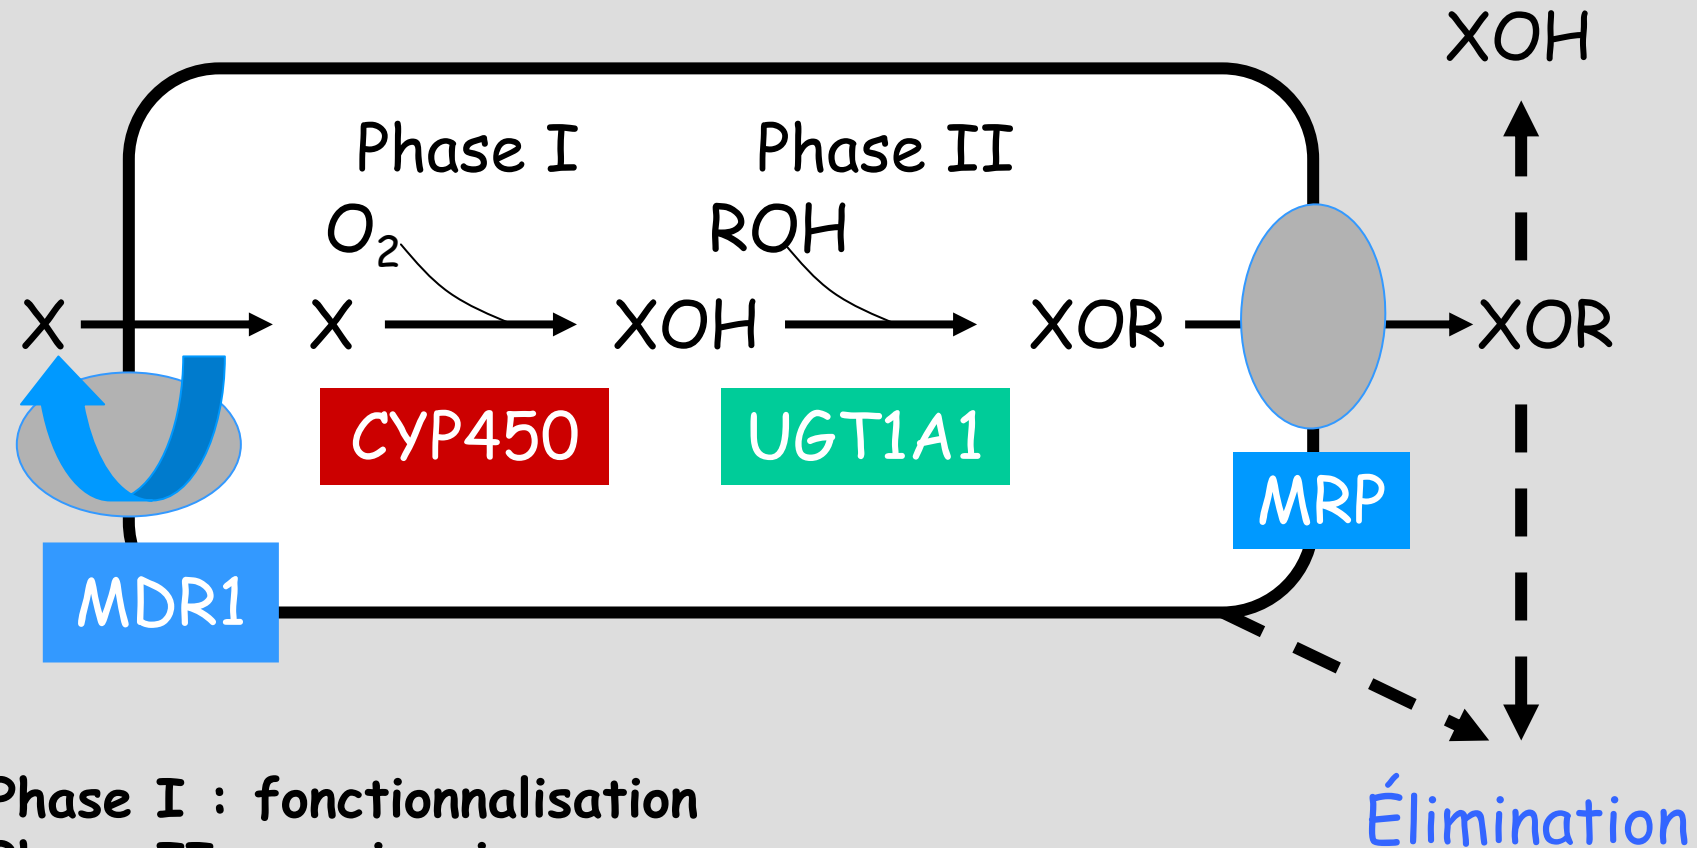 XOH
Phase I Phase II
O2 ROH
X X XOH XOR XOR
CYP450 UGT1A1
MRP
MDR1
Phase I : fonctionnalisation
Élimination